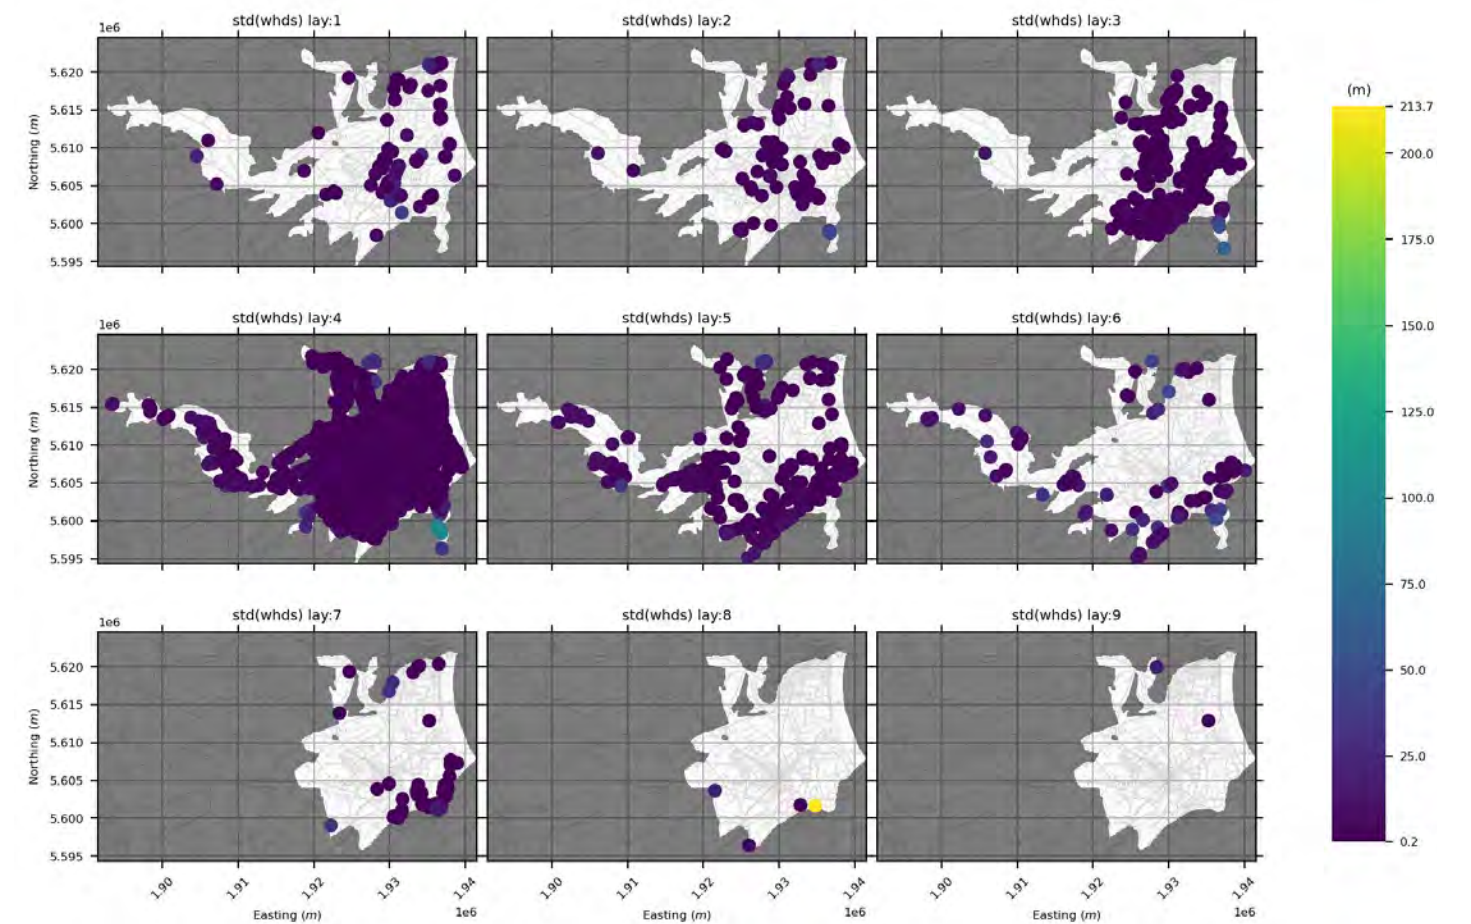 std(whds) lay:1
std(whds) lay:2
std(whds) lay:3
1e6
5.620
5.615
5.610
5.605
5.600
5.595
Northing (m)
(m)
213.7
200.0
175.0
150.0
125.0
100.0
75.0
50.0
25.0
0.2
std(whds) lay:4
std(whds) lay:5
std(whds) lay:6
1e6
5.620
5.615
5.610
5.605
5.600
5.595
Northing (m)
std(whds) lay:7
std(whds) lay:8
std(whds) lay:9
1e6
5.620
5.615
5.610
5.605
5.600
5.595
Northing (m)
1.90 1.91 1.92 1.93 1.94
1.90 1.91 1.92 1.93 1.94
1.90 1.91 1.92 1.93 1.94
Easting (m) 1e6
Easting (m) 1e6
Easting (m) 1e6